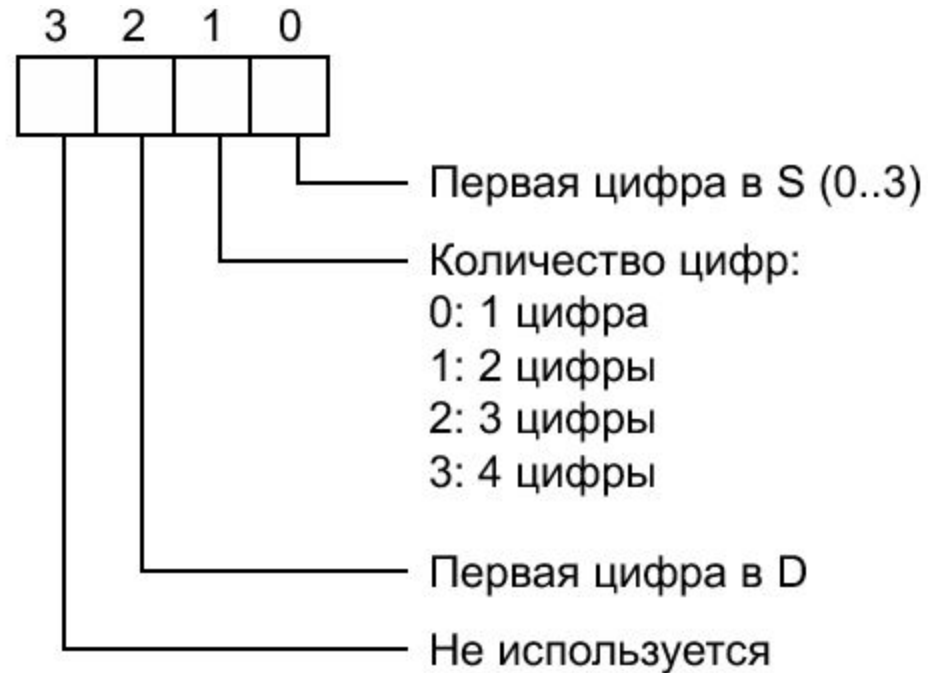 3 2 1 0
Первая цифра в S (0..3)
Количество цифр:
0: 1 цифра
1: 2 цифры
2: 3 цифры
3: 4 цифры
Первая цифра в D
Не используется